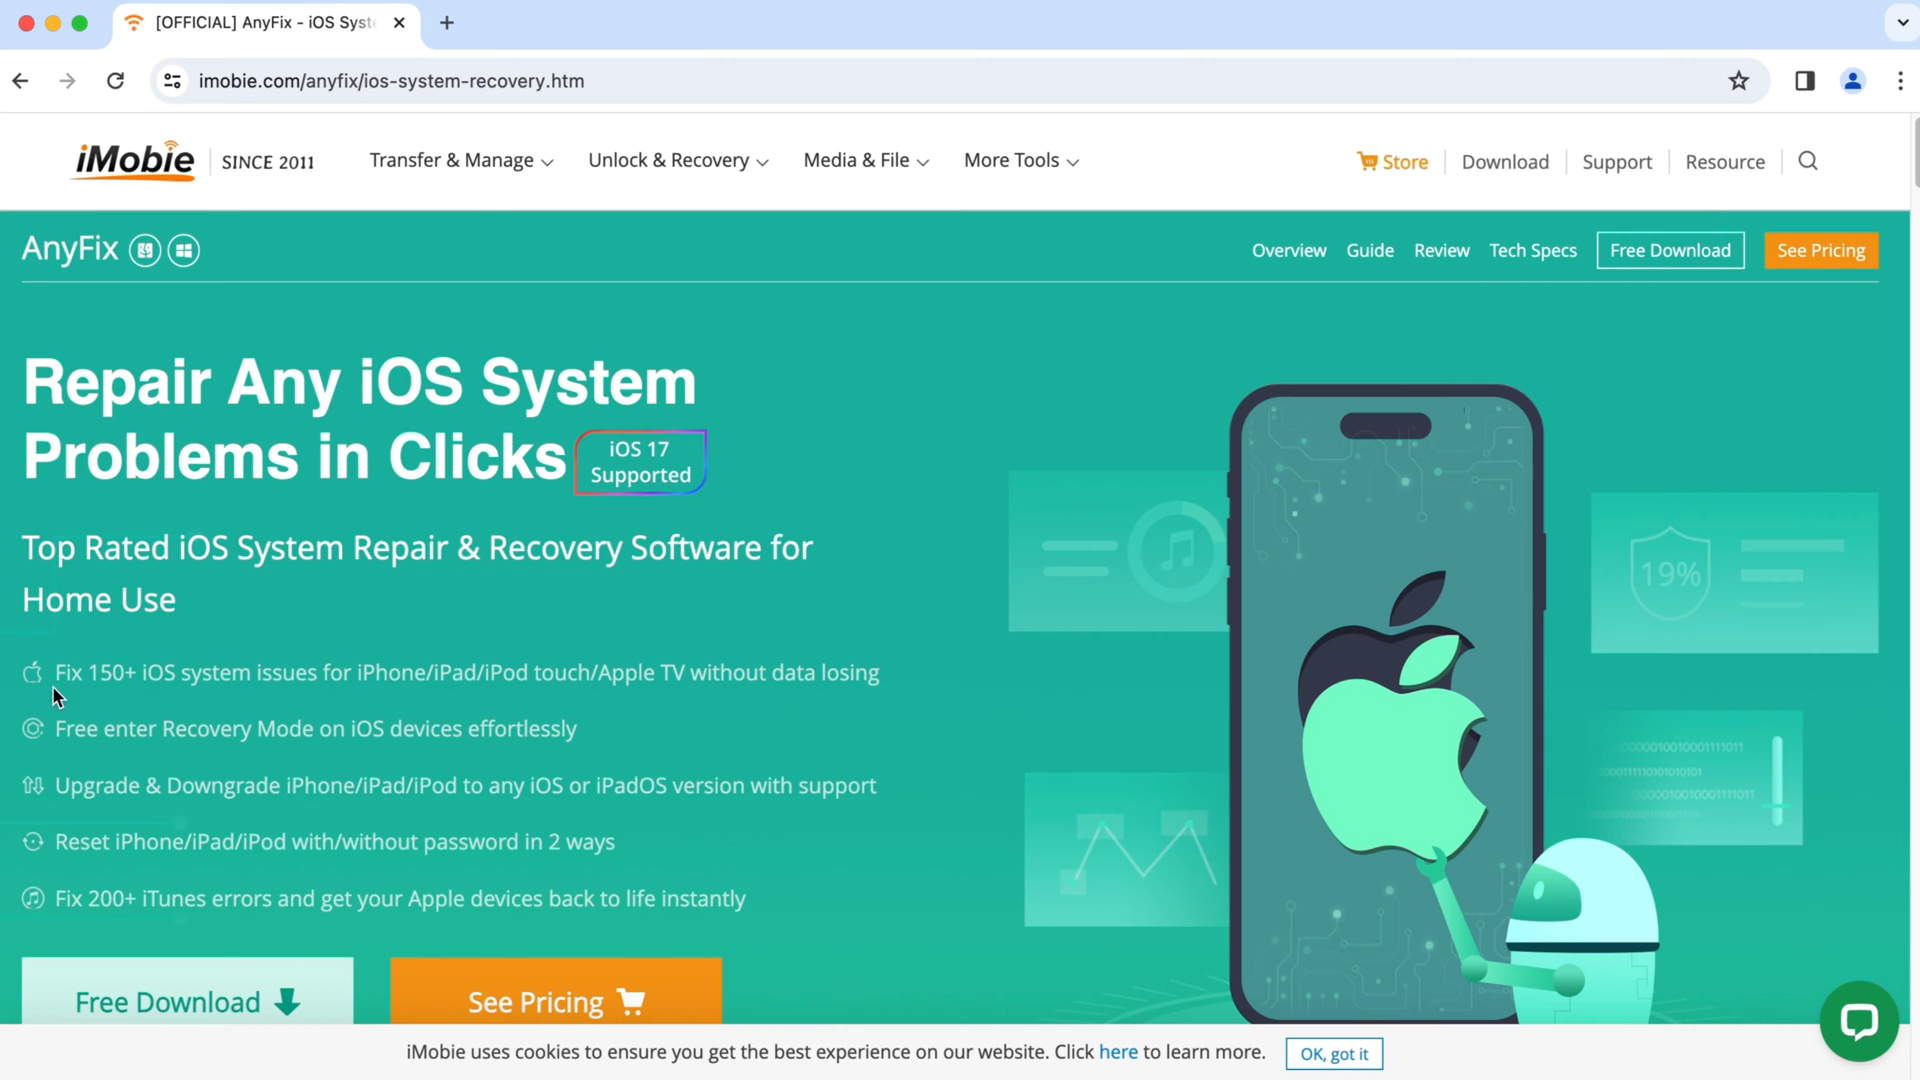 [OFFICIAL] AnyFix - iOS Syst
imobie.com/anyfix/ios-system-recovery.htm
iMobie
SINCE 2011
Transfer & Manage
Unlock & Recovery
Media & File
More Tools
Store
Download
Support
Resource
AnyFix
Overview
Guide
Review
Tech Specs
Free Download
See Pricing
Repair Any iOS System
Problems in Clicks
iOS 17
Supported
Top Rated iOS System Repair & Recovery Software for
Home Use
Fix 150+ iOS system issues for iPhone/iPad/iPod touch/Apple TV without data losing
Free enter Recovery Mode on iOS devices effortlessly
Upgrade & Downgrade iPhone/iPad/iPod to any iOS or iPadOS version with support
Reset iPhone/iPad/iPod with/without password in 2 ways
Fix 200+ iTunes errors and get your Apple devices back to life instantly
Free Download
See Pricing
19%
iMobie uses cookies to ensure you get the best experience on our website. Click here to learn more.
OK, got it